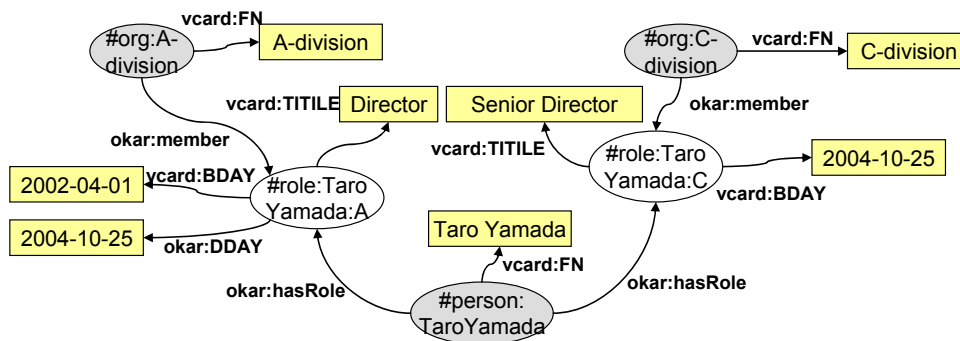 vcard:FN
#org:A-
division
A-division
#org:C-
division
vcard:FN
C-division
vcard:TITILE
Director
Senior Director
okar:member
okar:member
vcard:TITILE
#role:Taro
Yamada:C
2004-10-25
vcard:BDAY
2002-04-01
vcard:BDAY
#role:Taro
Yamada:A
2004-10-25
okar:DDAY
Taro Yamada
vcard:FN
okar:hasRole
okar:hasRole
#person:
TaroYamada